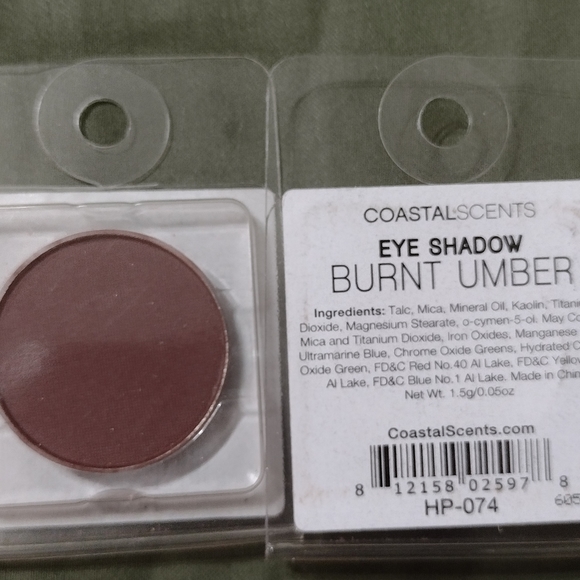 COASTALSCENTS
EYE SHADOW
BURNT UMBER
Ingredients: Talc, Mica, Mineral Oil, Kaolin,
Dioxide, Magnesium Stearate, o-cymen-5-ol. May
Mica and Titanium Dioxide, Iron Oxides, Manganese
Ultramarine Blue, Chrome Oxide Greens, Hydrated
Oxide Green, FD&C Red No.40 Al Lake, FD&C
Al Lake, FD&C Blue No.1 Al Lake. Made in
Net Wt. 1.5g/0.05oz
CoastalScents.com
8 12158 02597 8
HP-074
605